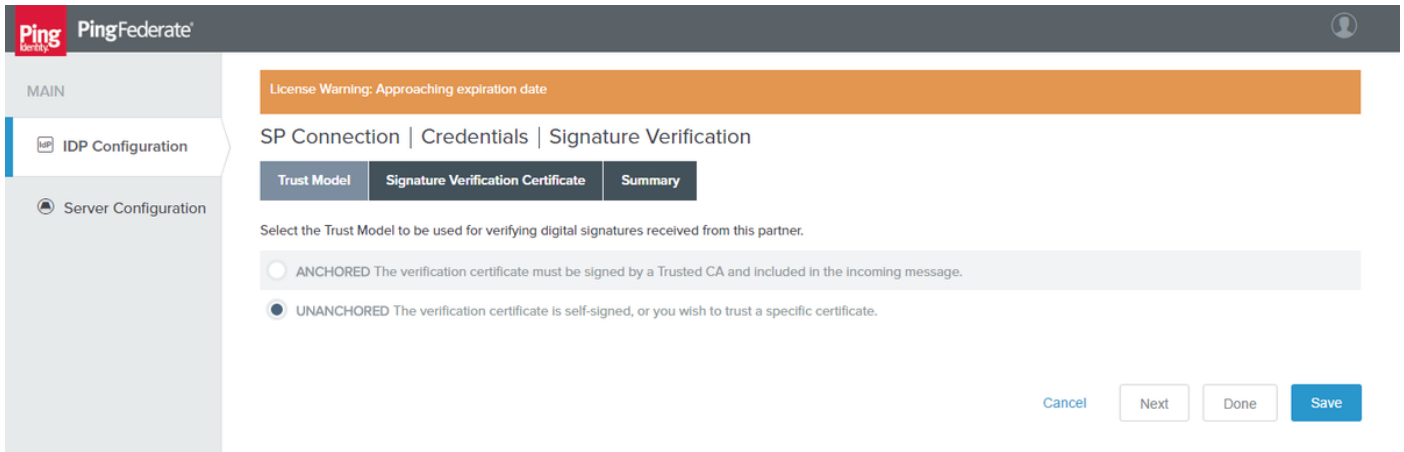 Ping
Identity
PingFederate®
MAIN
License Warning: Approaching expiration date
IdP IDP Configuration
SP Connection | Credentials | Signature Verification
Trust Model Signature Verification Certificate Summary
Server Configuration
Select the Trust Model to be used for verifying digital signatures received from this partner.
ANCHORED The verification certificate must be signed by a Trusted CA and included in the incoming message.
UNANCHORED The verification certificate is self-signed, or you wish to trust a specific certificate.
Cancel Next Done Save